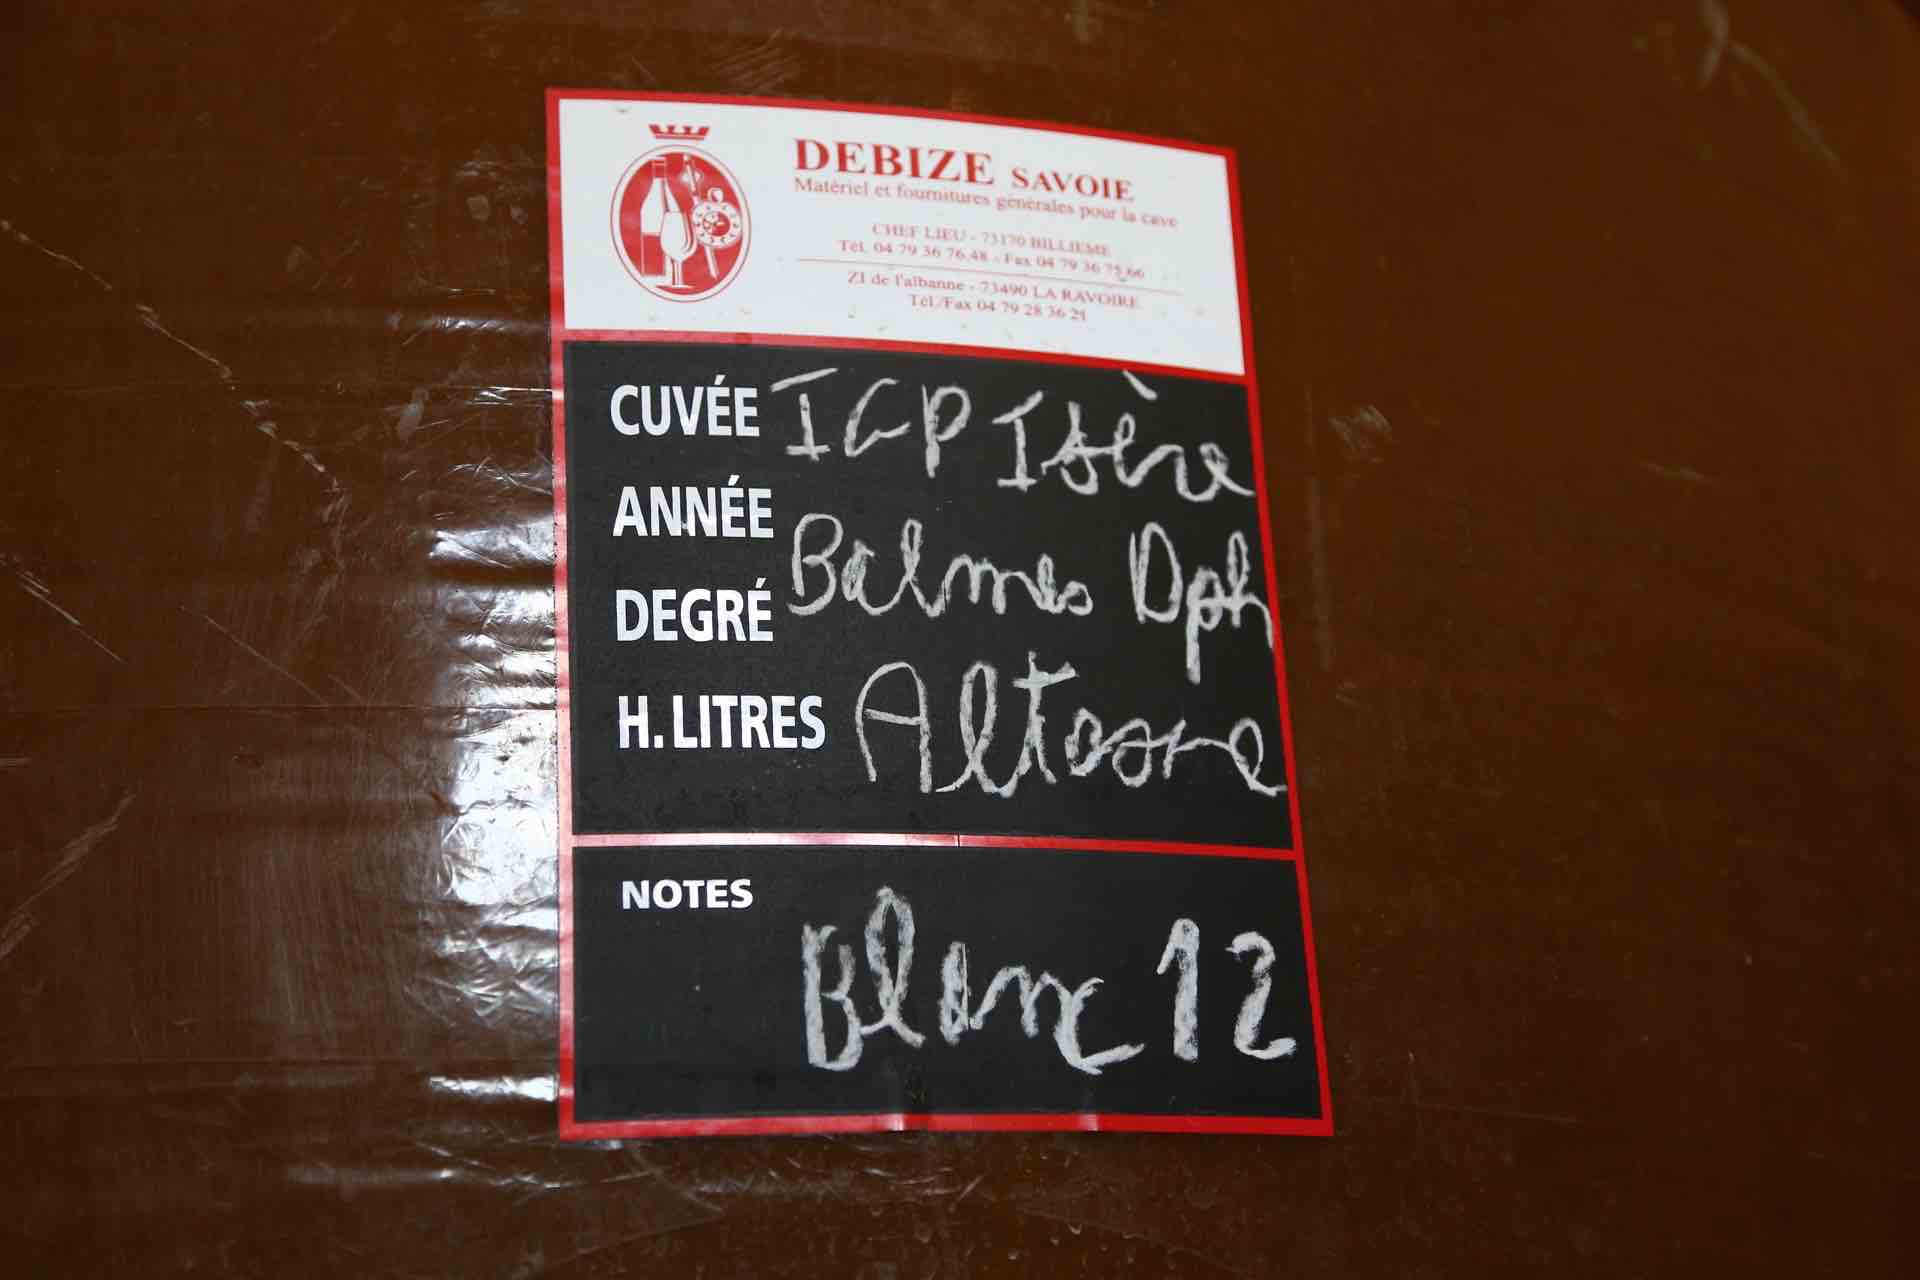 DEBIZE SAVOIE
Matériel et fournitures générales pour la cave
CHEF LIEU - 73170 BILLIEME
Tél. 04 79 36 76 48 - Fax 04 79 36 75 66
ZI de l'albanne - 73490 LA RAVOIRE
Tél./Fax 04 79 28 36 21
CUVÉE IGP Isère
ANNÉE
Balmes Dph
DEGRÉ
H.LITRES Altesse
NOTES
Blanc 12